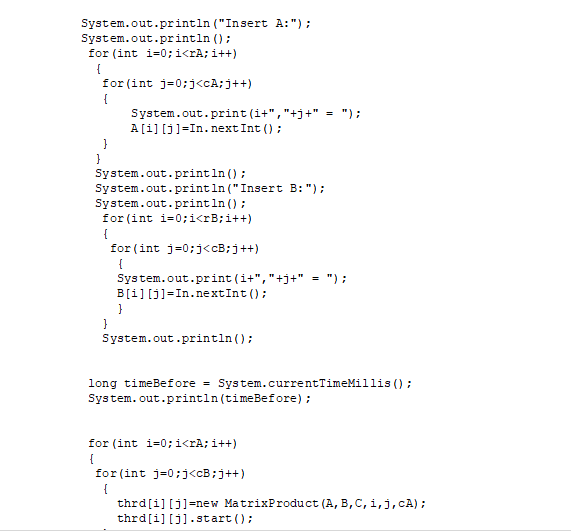 System.out.println("Insert A:");
System.out.println();
for(int i=0;i<rA;i++)
{
for(int j=0;j<cA;j++)
{
System.out.print(i+","+j+" = ");
A[i][j]=In.nextInt();
}
}
System.out.println();
System.out.println("Insert B:");
System.out.println();
for(int i=0;i<rB;i++)
{
for(int j=0;j<cB;j++)
{
System.out.print(i+","+j+" = ");
B[i][j]=In.nextInt();
}
}
System.out.println();
long timeBefore = System.currentTimeMillis();
System.out.println(timeBefore);
for(int i=0;i<rA;i++)
{
for(int j=0;j<cB;j++)
{
thrd[i][j]=new MatrixProduct(A,B,C,i,j,cA);
thrd[i][j].start();